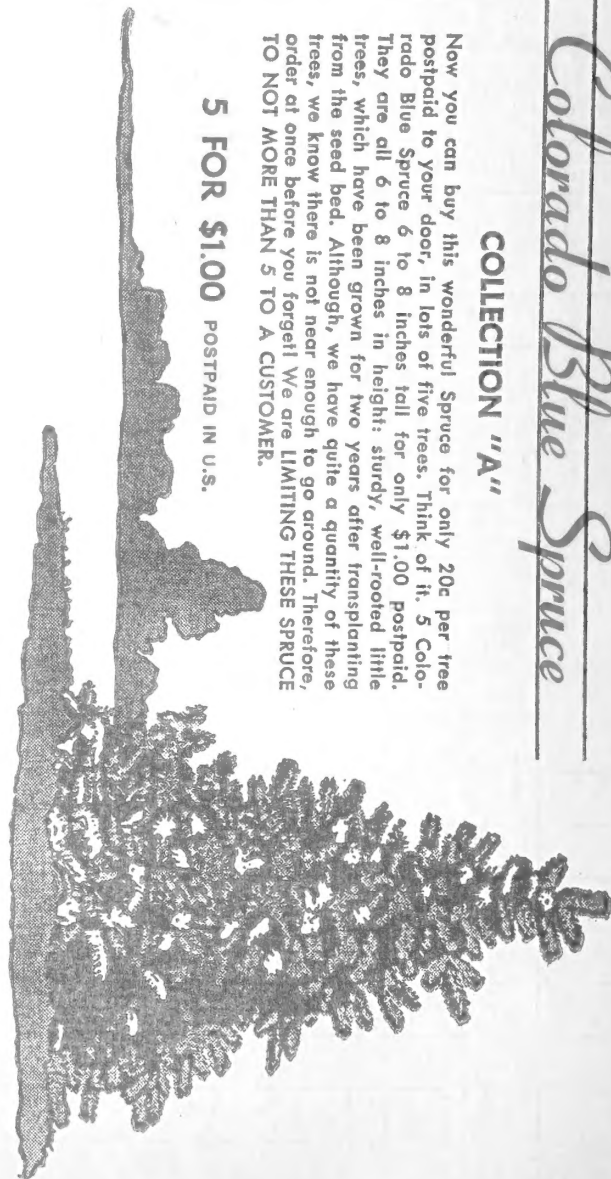 Colorado Blue Spruce
COLLECTION "A"
Now you can buy this wonderful Spruce for only 20c per tree
postpaid to your door, in lots of five trees. Think of it, 5 Colo-
rado Blue Spruce 6 to 8 inches tall for only $1.00 postpaid.
They are all 6 to 8 inches in height: sturdy, well-rooted little
trees, which have been grown for two years after transplanting
from the seed bed. Although, we have quite a quantity of these
trees, we know there is not near enough to go around. Therefore,
order at once before you forget! We are LIMITING THESE SPRUCE
TO NOT MORE THAN 5 TO A CUSTOMER.
5 FOR $1.00 POSTPAID IN U.S.